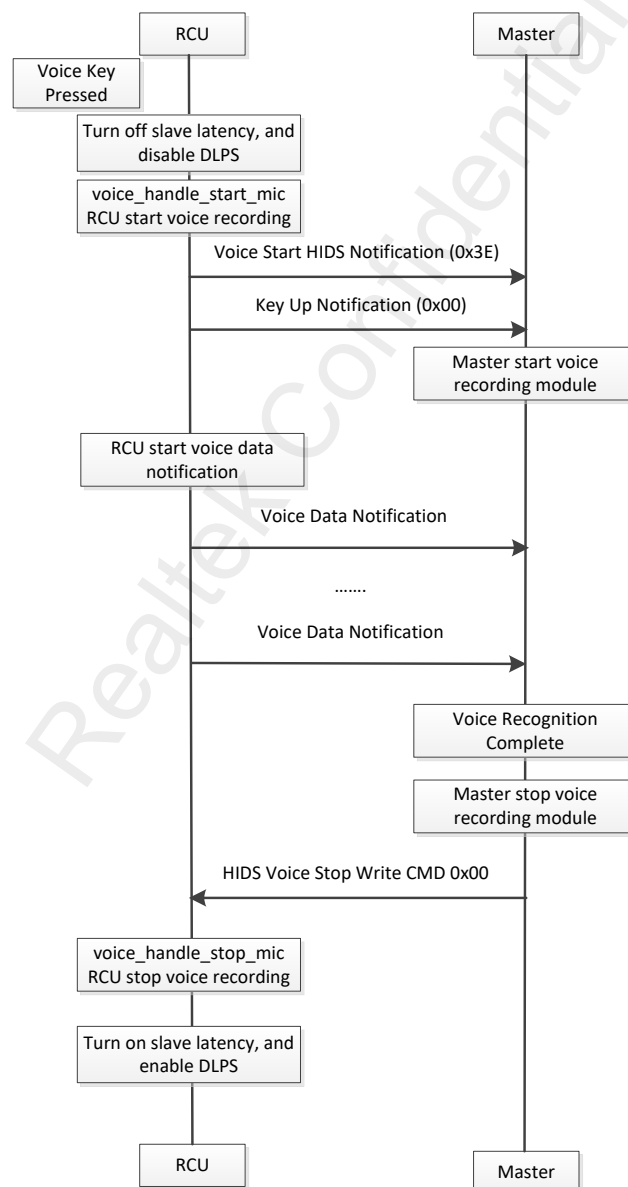 RCU
Master
Voice Key
Pressed
Turn off slave latency, and
disable DLPS
voice_handle_start_mic
RCU start voice recording
Voice Start HIDS Notification (0x3E)
Key Up Notification (0x00)
Master start voice
recording module
RCU start voice data
notification
Voice Data Notification
.......
Voice Data Notification
Voice Recognition
Complete
Master stop voice
recording module
HIDS Voice Stop Write CMD 0x00
voice_handle_stop_mic
RCU stop voice recording
Turn on slave latency, and
enable DLPS
RCU
Master
Realtek Confidential